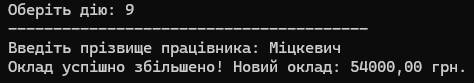 Оберіть дію: 9
----------------------------------------
Введіть прізвище працівника: Міцкевич
Оклад успішно збільшено! Новий оклад: 54000,00 грн.